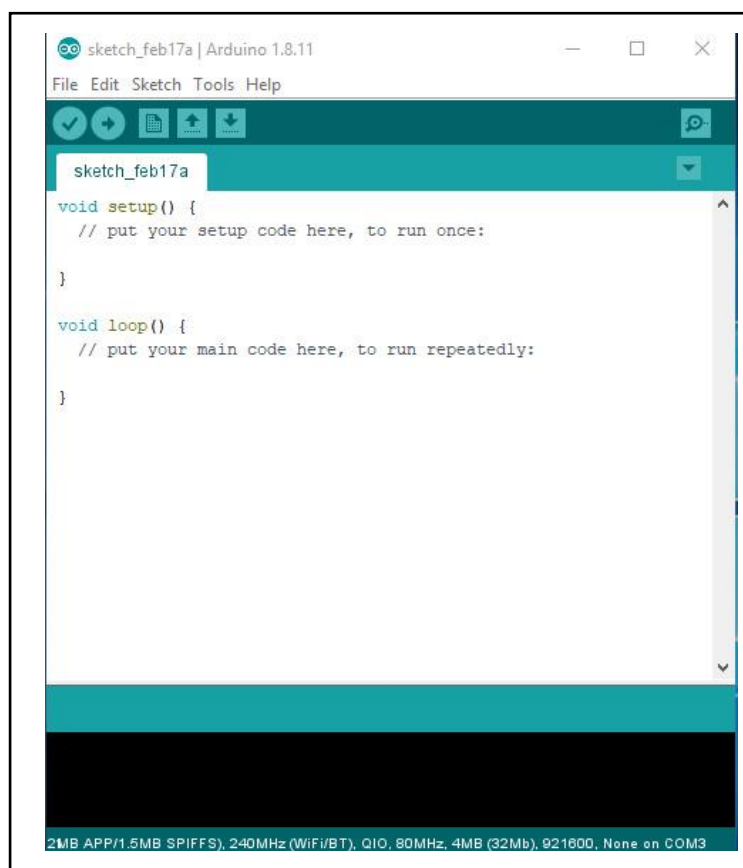 sketch_feb17a | Arduino 1.8.11
File Edit Sketch Tools Help
sketch_feb17a
void setup() {
  // put your setup code here, to run once:
}
void loop() {
  // put your main code here, to run repeatedly:
}
MB APP/1.5MB SPIFFS), 240MHz (WiFi/BT), QIO, 80MHz, 4MB (32Mb), 921600, None on COM3